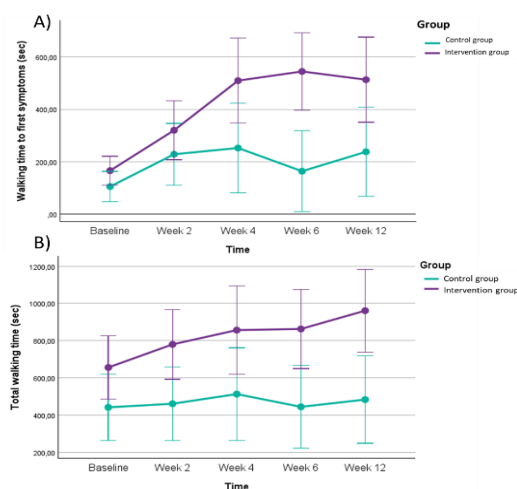 A)
Group
Control group
Intervention group
Walking time to first symptoms (sec)
600,00
400,00
200,00
,00
Baseline Week 2 Week 4 Week 6 Week 12
Time
B)
Group
Control group
Intervention group
Total walking time (sec)
1200,00
1000,00
800,00
600,00
400,00
200,00
Baseline Week 2 Week 4 Week 6 Week 12
Time